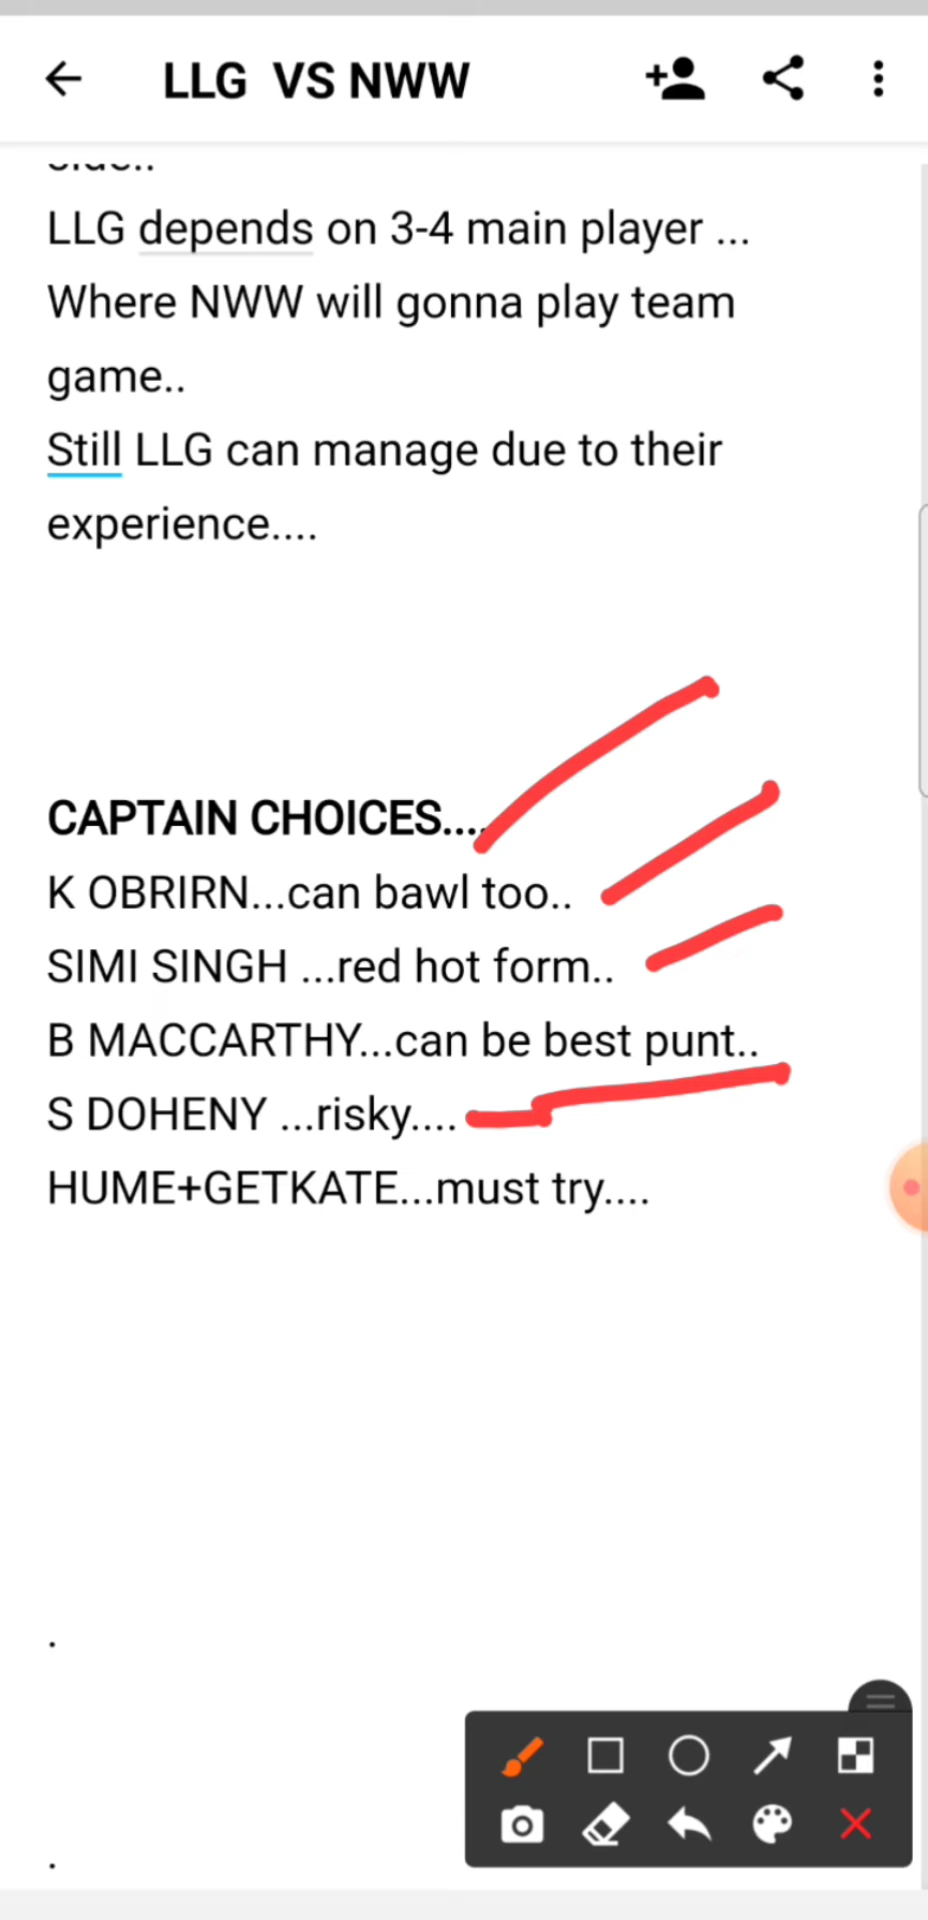 LLG VS NWW
side..
LLG depends on 3-4 main player ...
Where NWW will gonna play team
game..
Still LLG can manage due to their
experience....
CAPTAIN CHOICES....
K OBRIRN...can bawl too..
SIMI SINGH ...red hot form..
B MACCARTHY...can be best punt..
S DOHENY ...risky....
HUME+GETKATE...must try....
.
.